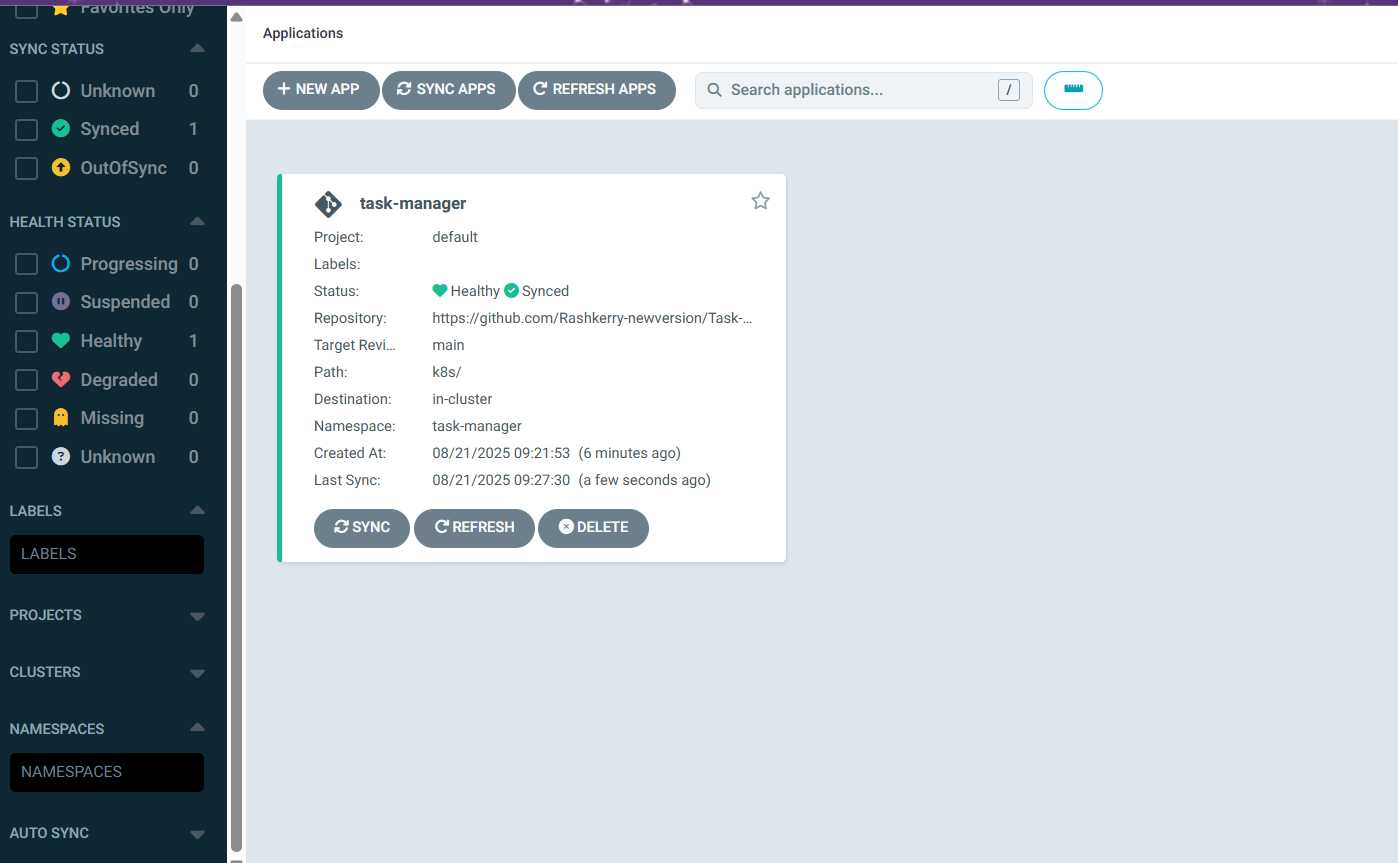 Favorites Only
SYNC STATUS
Unknown 0
Synced 1
OutOfSync 0
HEALTH STATUS
Progressing 0
Suspended 0
Healthy 1
Degraded 0
Missing 0
Unknown 0
LABELS
LABELS
PROJECTS
CLUSTERS
NAMESPACES
NAMESPACES
AUTO SYNC
Applications
NEW APP SYNC APPS REFRESH APPS Search applications... /
task-manager
Project: default
Labels:
Status: Healthy Synced
Repository: https://github.com/Rashkerry-newversion/Task-...
Target Revi... main
Path: k8s/
Destination: in-cluster
Namespace: task-manager
Created At: 08/21/2025 09:21:53 (6 minutes ago)
Last Sync: 08/21/2025 09:27:30 (a few seconds ago)
SYNC REFRESH DELETE